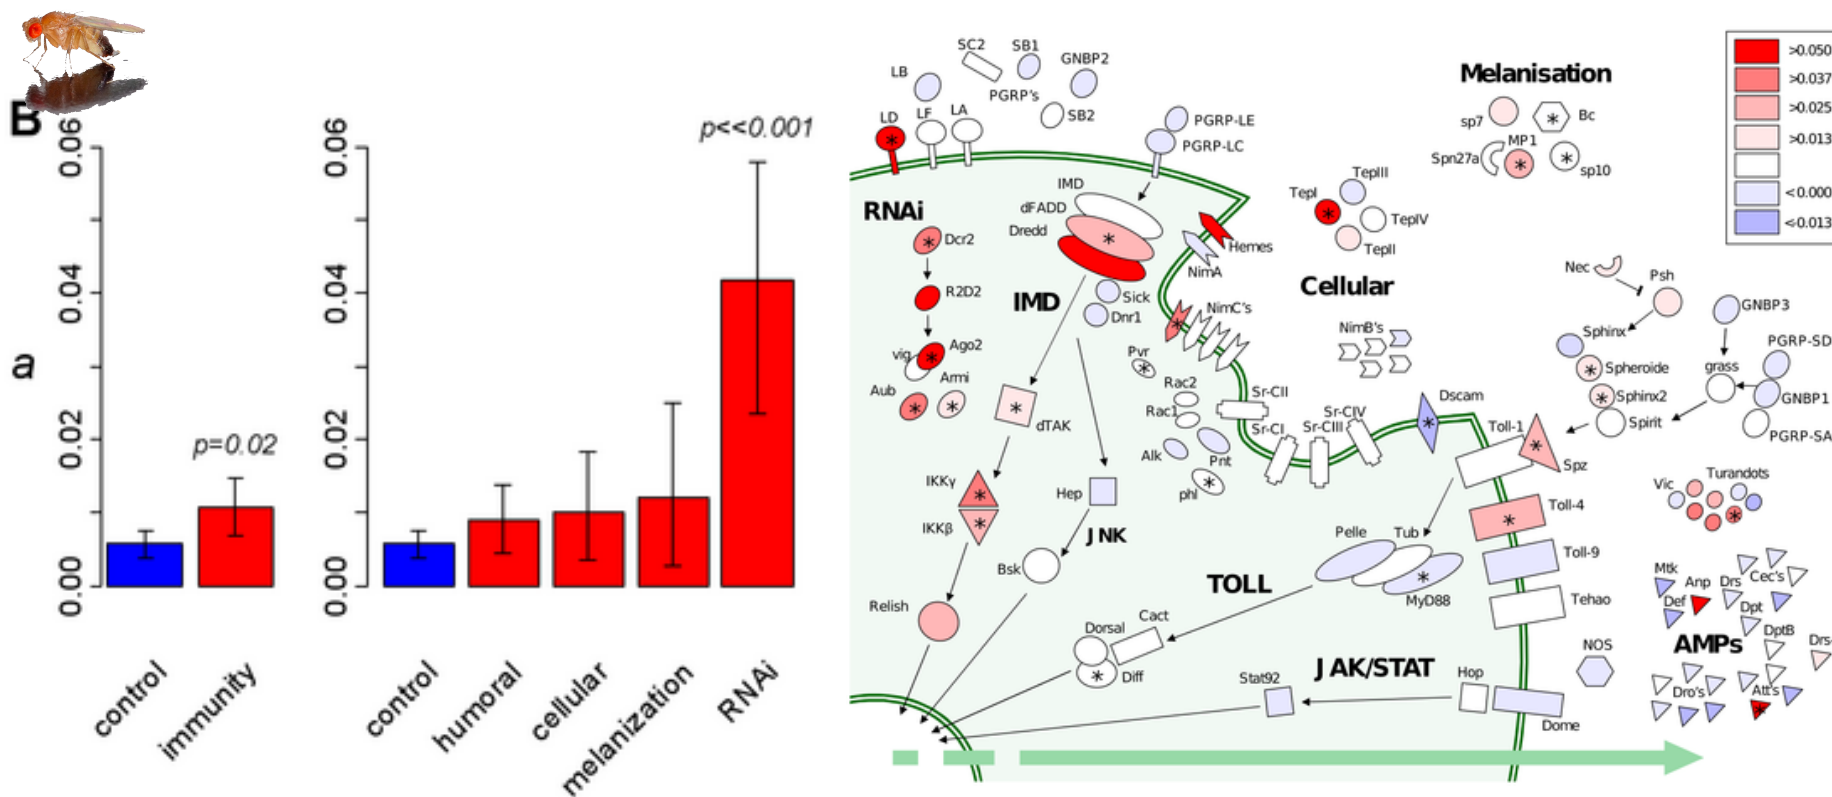 B
a
0.00
0.02
0.04
0.06
p=0.02
control
immunity
0.00
0.02
0.04
0.06
p<<0.001
control
humoral
cellular
melanization
RNAi
LB
SC2
SB1
GNBP2
PGRP's
SB2
LD
LF
LA
PGRP-LE
PGRP-LC
RNAi
Dcr2
R2D2
vig
Ago2
Aub
Armi
IMD
dFADD
Dredd
IMD
Sick
Dnr1
dTAK
IKKγ
IKKβ
Relish
Hep
JNK
Bsk
Hemes
NimA
NimC's
Pvr
Rac2
Rac1
Alk
Pnt
phl
Sr-CII
Sr-CI
Sr-CIII
Sr-CIV
Dscam
Cellular
NimB's
TepI
TepIII
TepIV
TepII
Melanisation
sp7
Bc
Spn27a
MP1
sp10
>0.050
>0.037
>0.025
>0.013
<0.000
<-0.013
Nec
Psh
GNBP3
Sphinx
Spheroide
Sphinx2
Spirit
grass
PGRP-SD
GNBP1
PGRP-SA
Toll-1
Spz
Toll-4
Toll-9
Tehao
Pelle
Tub
MyD88
TOLL
Dorsal
Cact
Diff
JAK/STAT
Stat92
Hop
Dome
NOS
Vic
Turandots
Mtk
Anp
Drs
Cec's
Def
Dpt
DptB
AMPs
Drs
Dro's
Att's